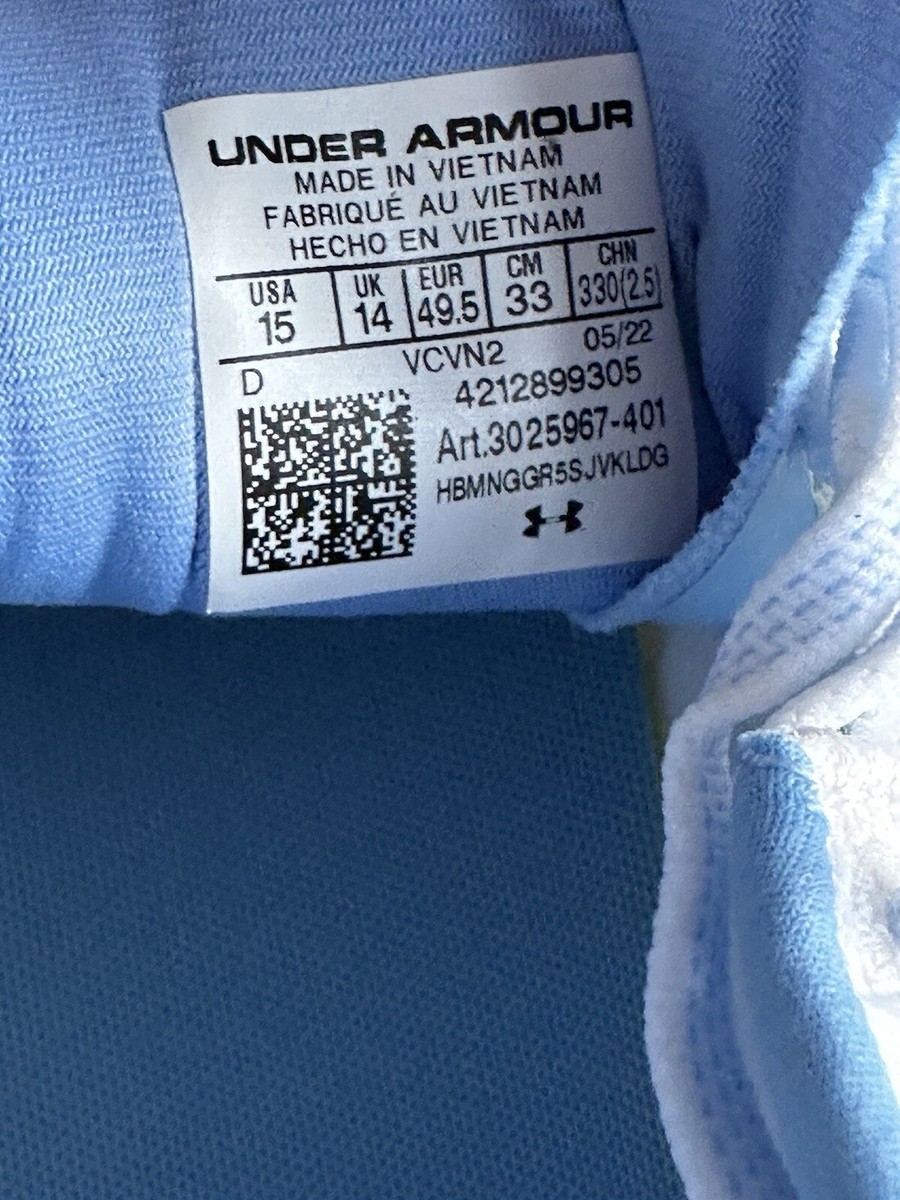 UNDER ARMOUR
MADE IN VIETNAM
FABRIQUÉ AU VIETNAM
HECHO EN VIETNAM
USA UK EUR CM CHN
15 14 49.5 33 330(2.5)
D VCVN2 05/22
4212899305
Art.3025967-401
HBMNGGR5SJVKLDG